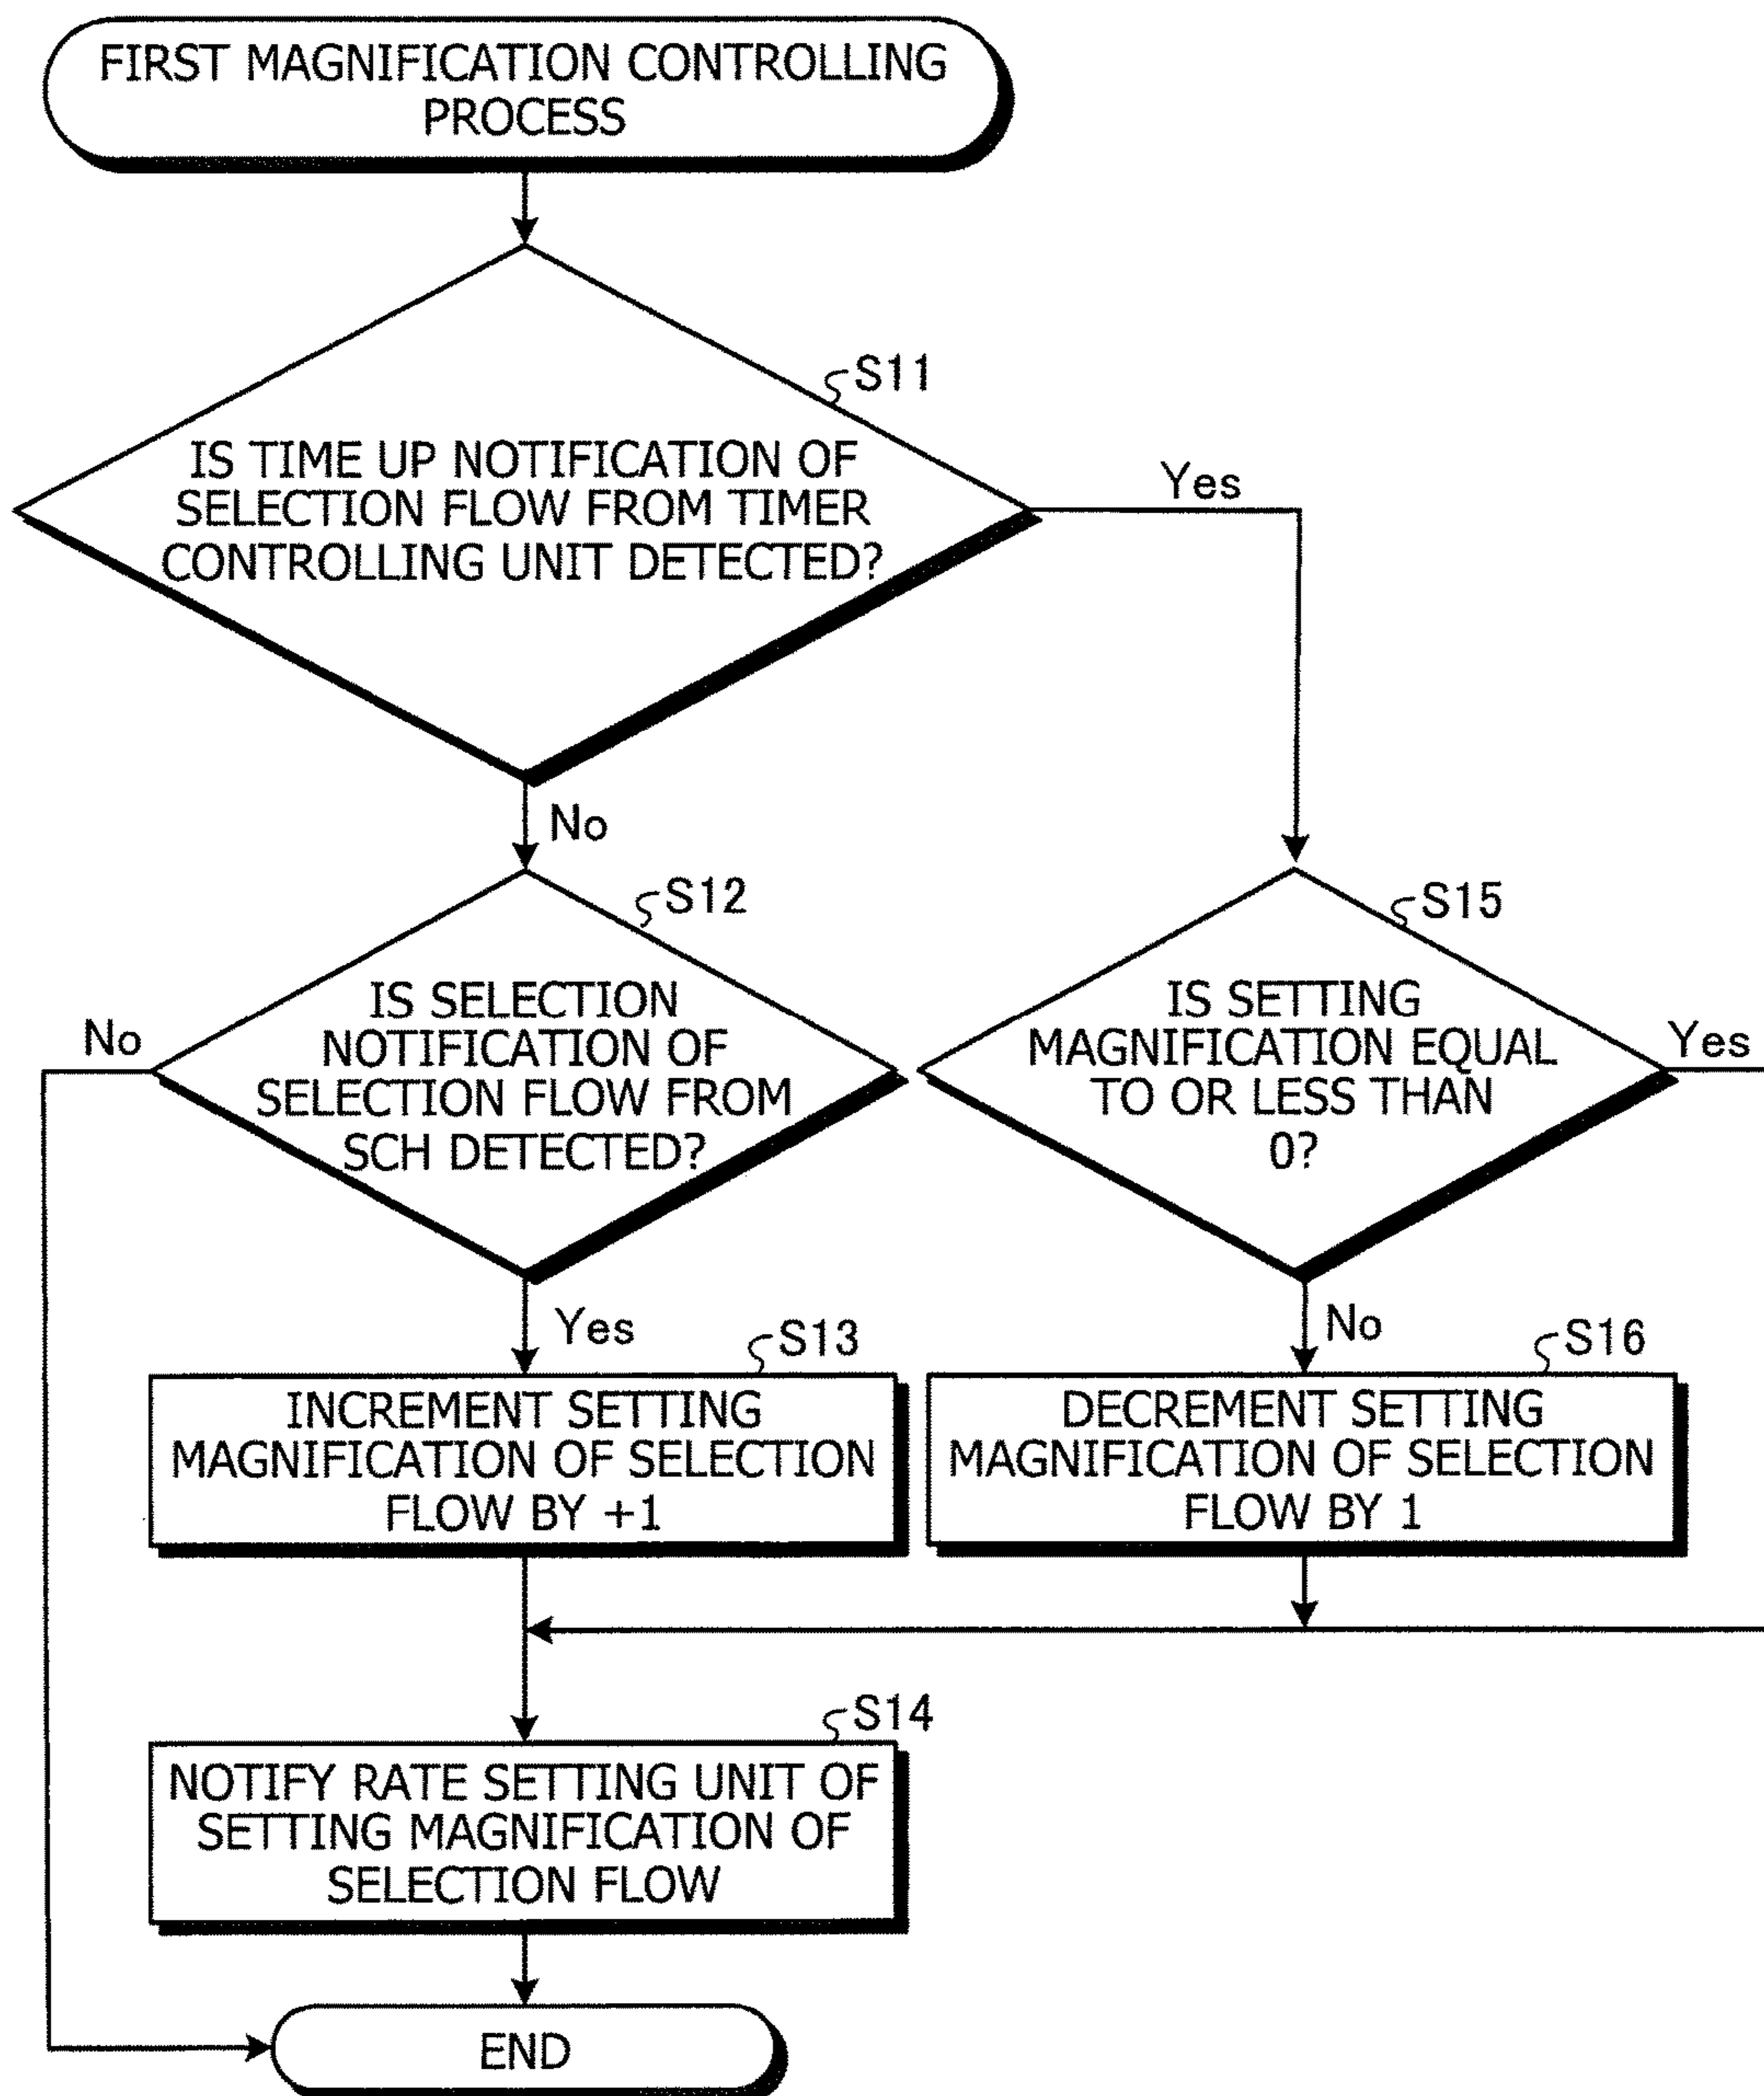 FIRST MAGNIFICATION CONTROLLING
PROCESS
S11
IS TIME UP NOTIFICATION OF
SELECTION FLOW FROM TIMER
CONTROLLING UNIT DETECTED?
Yes
No
S12
IS SELECTION
NOTIFICATION OF
SELECTION FLOW FROM
SCH DETECTED?
No
Yes
S15
IS SETTING
MAGNIFICATION EQUAL
TO OR LESS THAN
0?
Yes
No
S13
INCREMENT SETTING
MAGNIFICATION OF SELECTION
FLOW BY +1
S16
DECREMENT SETTING
MAGNIFICATION OF SELECTION
FLOW BY 1
S14
NOTIFY RATE SETTING UNIT OF
SETTING MAGNIFICATION OF
SELECTION FLOW
END